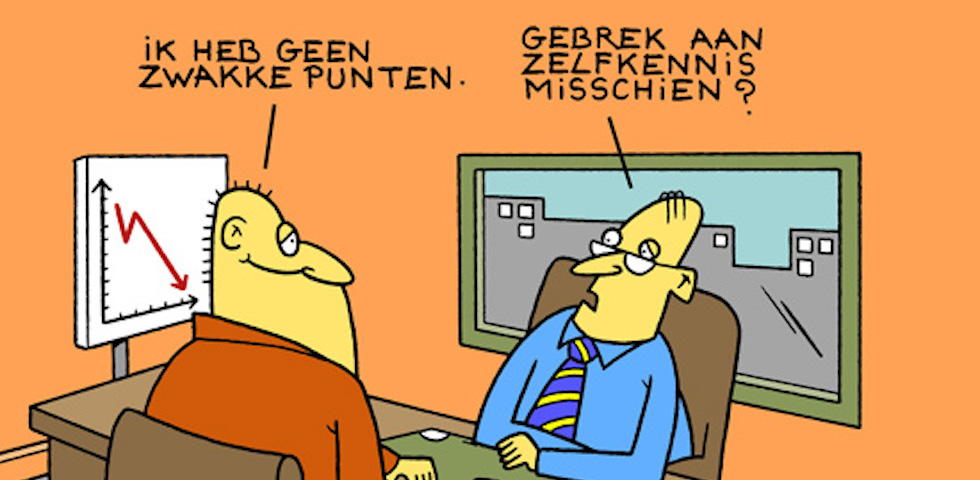 iK HEB GEEN
ZWAKKE PUNTEN.
GEBREK AAN
ZELFKENNiS
MiSSCHiEN?